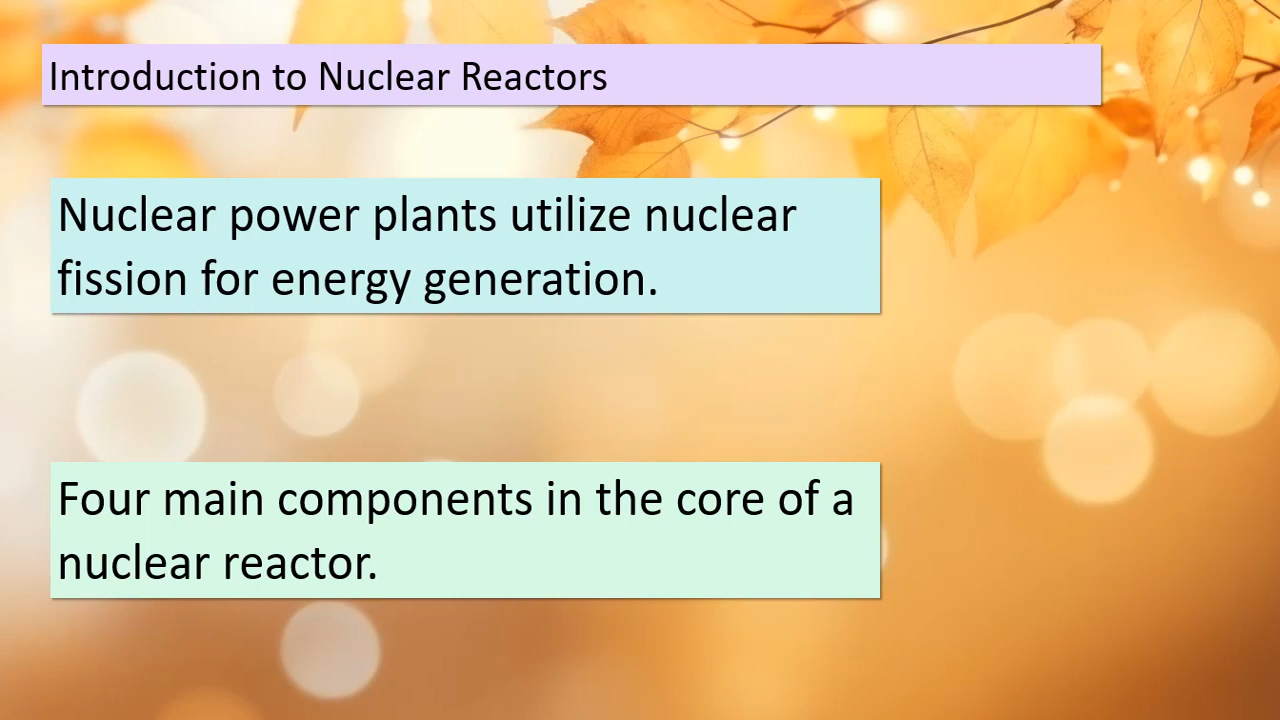 Introduction to Nuclear Reactors
Nuclear power plants utilize nuclear
fission for energy generation.
Four main components in the core of a
nuclear reactor.